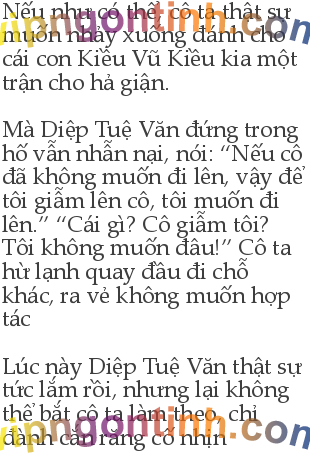 Nếu như có thể, cô ta thật sự
muốn nhảy xuống đánh cho
cái con Kiều Vũ Kiều kia một
trận cho hả giận.
Mà Diệp Tuệ Văn đứng trong
hố vẫn nhẫn nại, nói: “Nếu cô
đã không muốn đi lên, vậy để
tôi giẫm lên cô, tôi muốn đi
lên.” “Cái gì? Cô giẫm tôi?
Tôi không muốn đâu!” Cô ta
hừ lạnh quay đầu đi chỗ
khác, ra vẻ không muốn hợp
tác
Lúc này Diệp Tuệ Văn thật sự
tức lắm rồi, nhưng lại không
thể bắt cô ta làm theo, chỉ
đành cắn răng cố nhịn
vipngontinh.com
vipngontinh.com